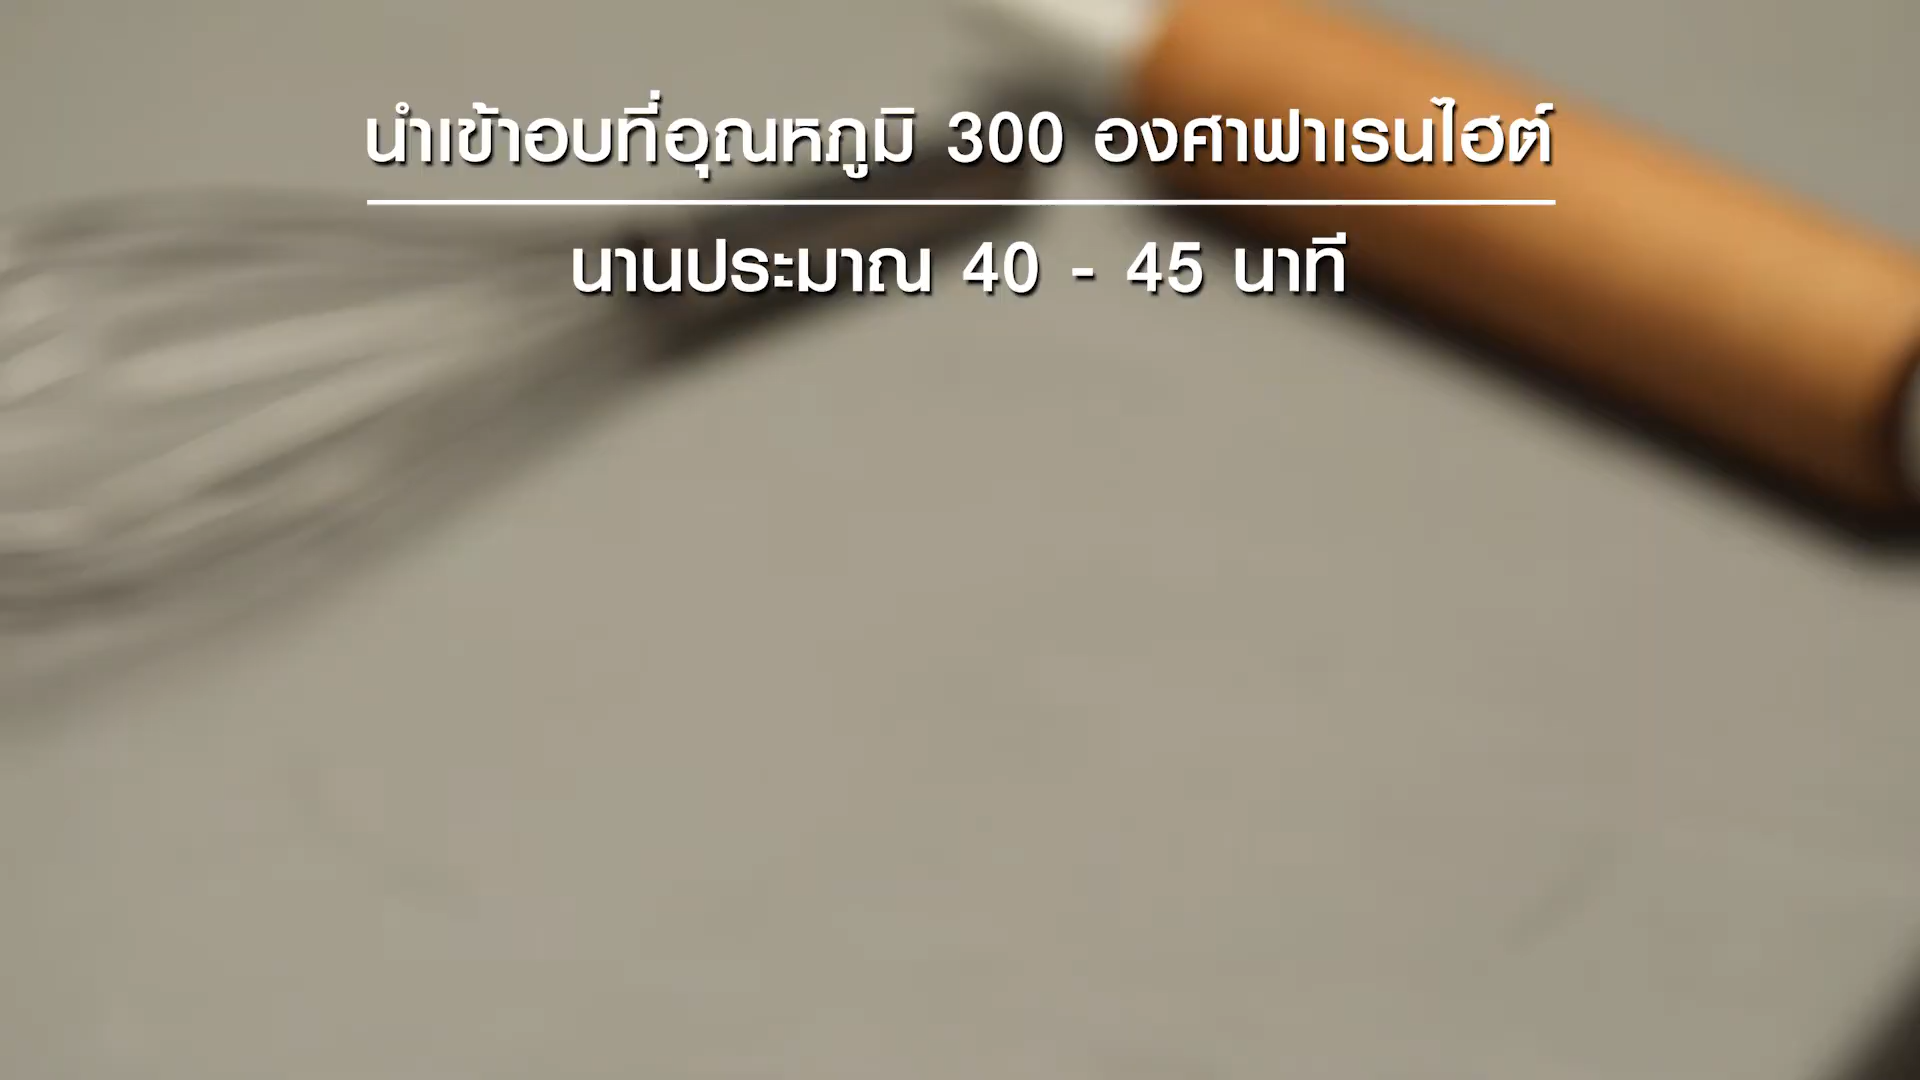 นำเข้าอบที่อุณหภูมิ 300 องศาฟาเรนไฮต์
นานประมาณ 40 - 45 นาที